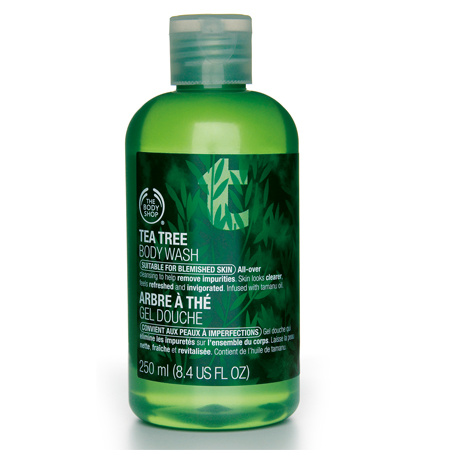 THE
BODY
SHOP
TEA TREE
BODY WASH
SUITABLE FOR BLEMISHED SKIN All-over
cleansing to help remove impurities. Skin looks clearer,
feels refreshed and invigorated. Infused with tamanu oil.
ARBRE À THÉ
GEL DOUCHE
CONVIENT AUX PEAUX À IMPERFECTIONS Gel douche qui
élimine les impuretés sur l'ensemble du corps. Laisse la peau
nette, fraîche et revitalisée. Contient de l'huile de tamanu.
250 ml (8.4 US FL OZ)